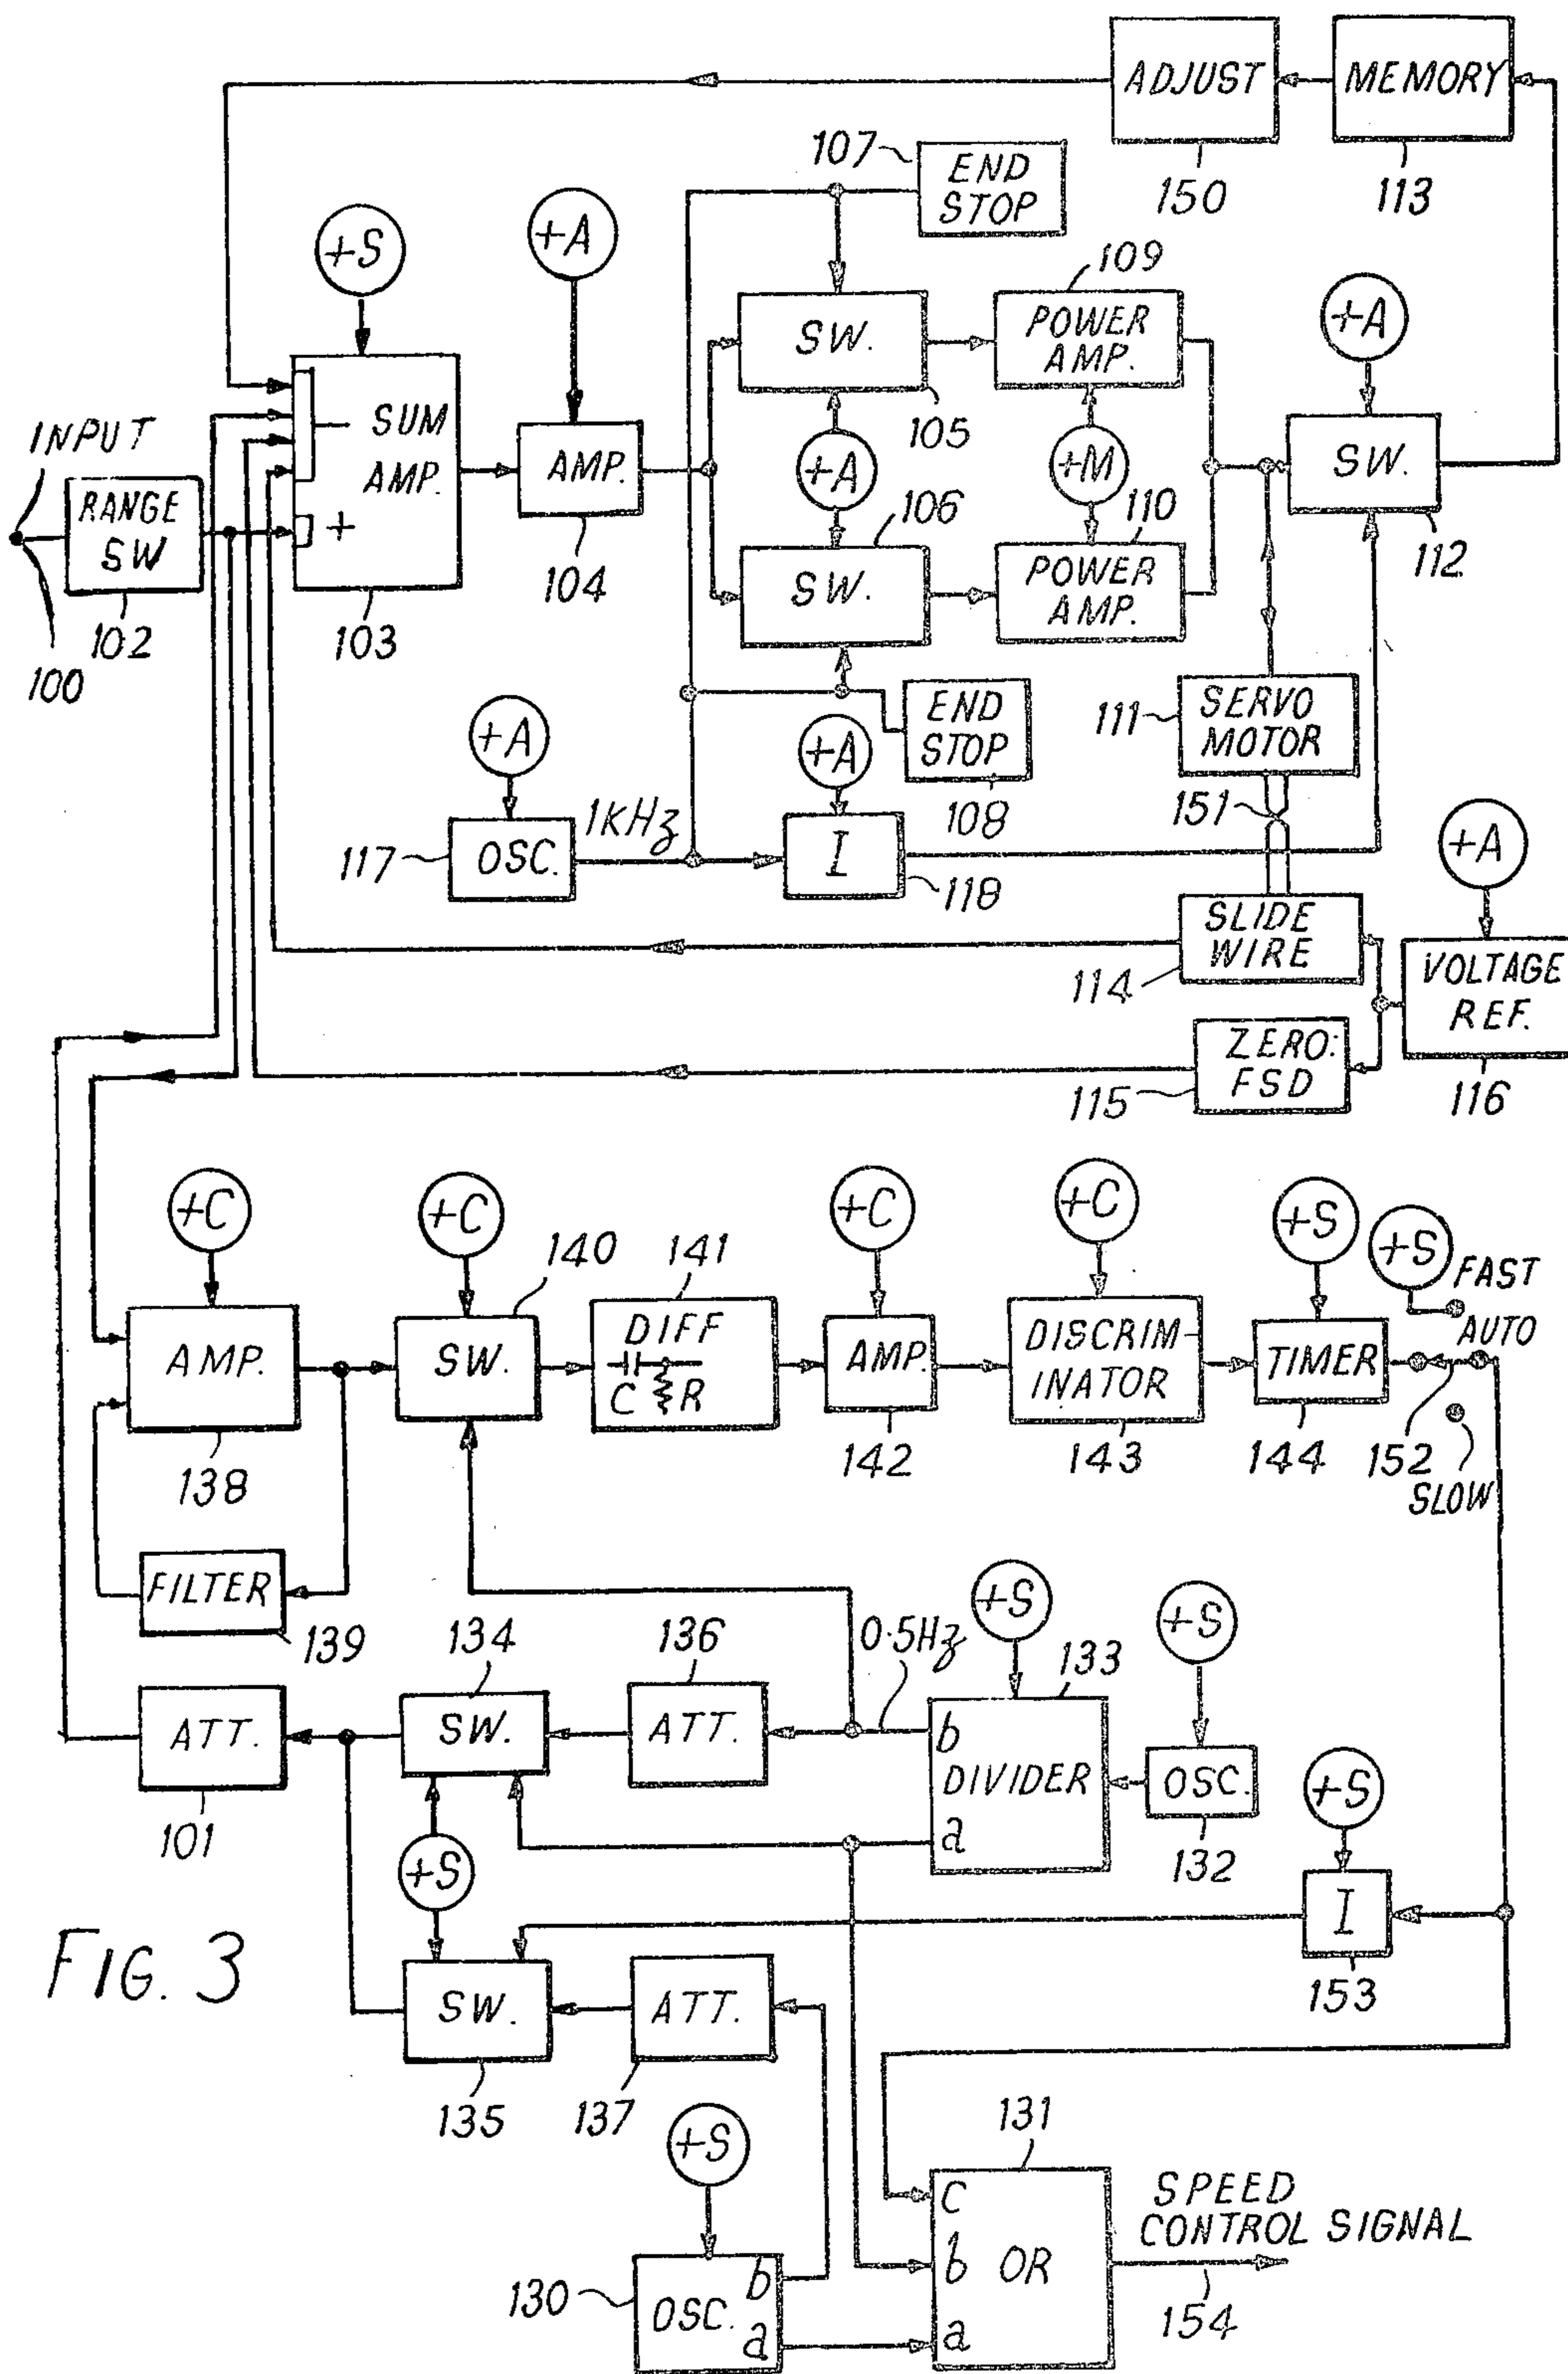 ADJUST
MEMORY
150
113
107
END
STOP
+S
+A
109
SW.
POWER
AMP.
+A
INPUT
RANGE
SW
SUM
AMP.
+
AMP.
105
+A
+M
SW.
106
110
100
102
103
104
SW.
POWER
AMP.
112
+A
END
STOP
+A
108
111
SERVO
MOTOR
151
117
OSC.
1kHz
I
118
+A
SLIDE
WIRE
114
VOLTAGE
REF.
ZERO:
FSD
115
116
+C
+C
+C
+C
+S
+S
FAST
AUTO
140
141
AMP.
SW.
DIFF
C R
AMP.
DISCRIM
INATOR
TIMER
138
142
143
144
152
SLOW
FILTER
139
134
136
0.5Hz
+S
+S
133
ATT.
SW.
ATT.
b
DIVIDER
a
OSC.
+S
101
+S
132
I
FIG. 3
SW.
ATT.
153
135
137
131
+S
c
SPEED
CONTROL SIGNAL
130
OSC.
b
a
b
OR
a
154